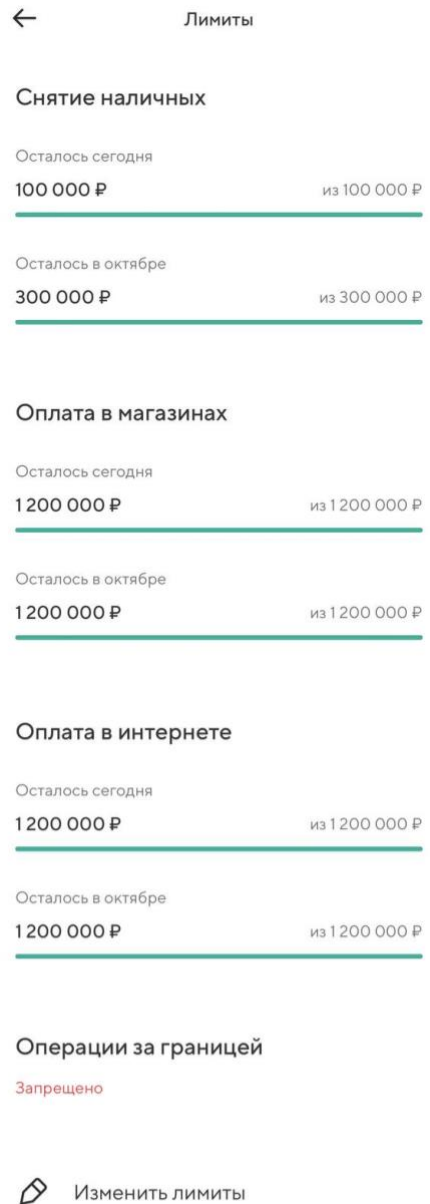 Лимиты
Снятие наличных
Осталось сегодня
100 000 ₽ из 100 000 ₽
Осталось в октябре
300 000 ₽ из 300 000 ₽
Оплата в магазинах
Осталось сегодня
1 200 000 ₽ из 1 200 000 ₽
Осталось в октябре
1 200 000 ₽ из 1 200 000 ₽
Оплата в интернете
Осталось сегодня
1 200 000 ₽ из 1 200 000 ₽
Осталось в октябре
1 200 000 ₽ из 1 200 000 ₽
Операции за границей
Запрещено
Изменить лимиты